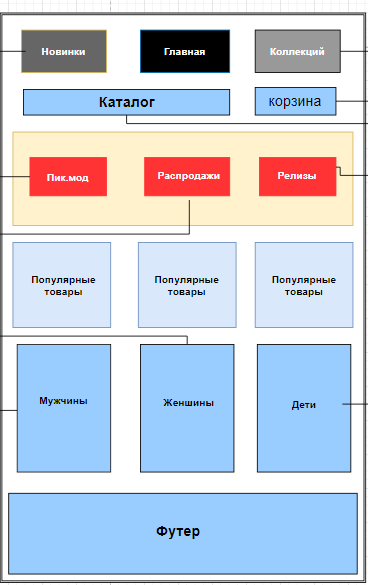 Новинки
Главная
Коллекций
Каталог
корзина
Пик.мод
Распродажи
Релизы
Популярные
товары
Популярные
товары
Популярные
товары
Мужчины
Женшины
Дети
Футер